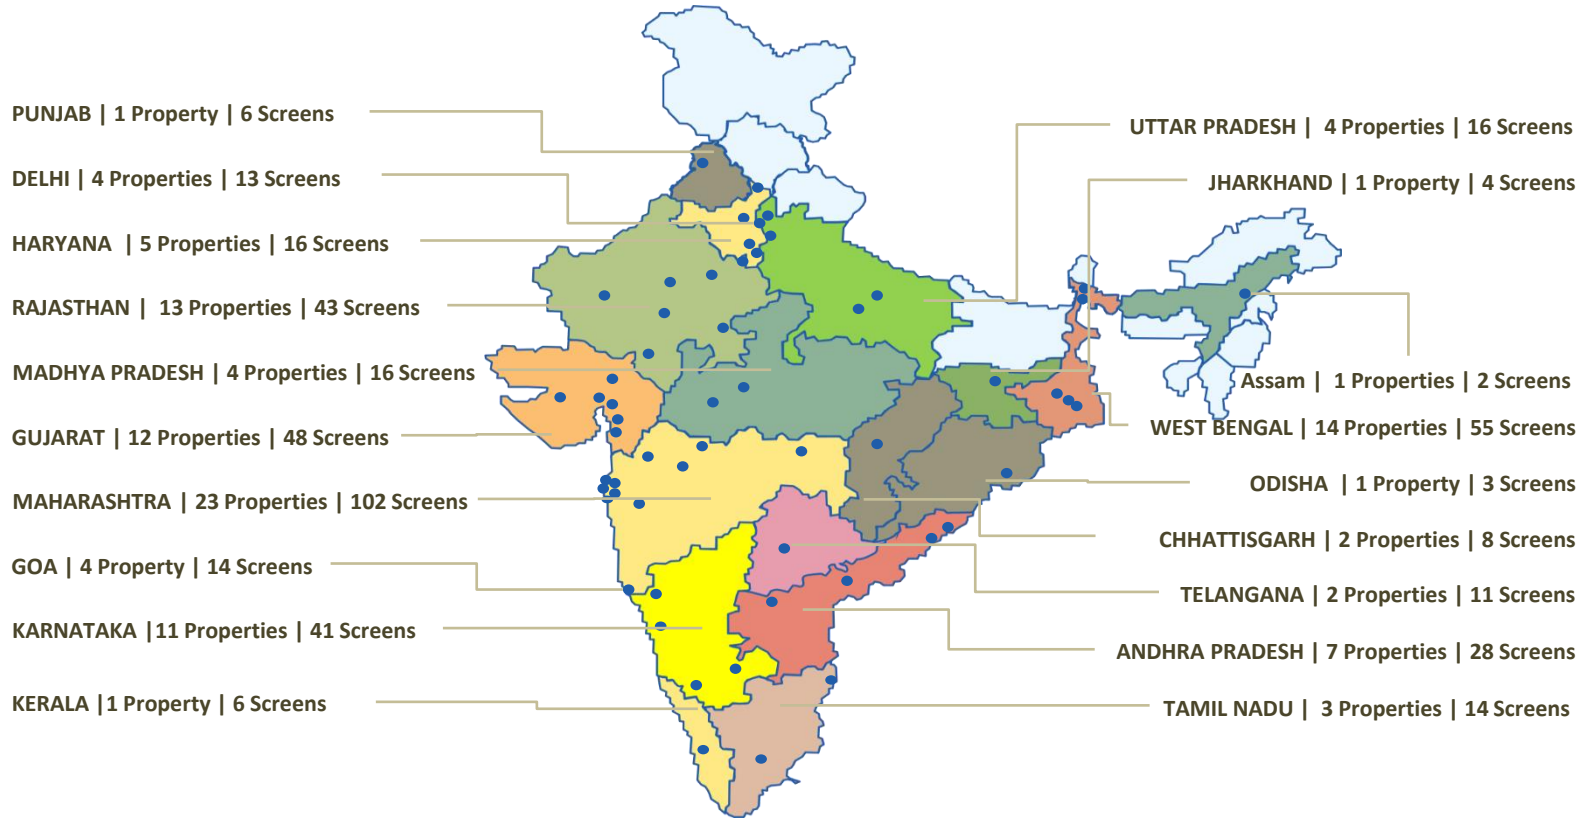 PUNJAB | 1 Property | 6 Screens
DELHI | 4 Properties | 13 Screens
HARYANA | 5 Properties | 16 Screens
RAJASTHAN | 13 Properties | 43 Screens
MADHYA PRADESH | 4 Properties | 16 Screens
GUJARAT | 12 Properties | 48 Screens
MAHARASHTRA | 23 Properties | 102 Screens
GOA | 4 Property | 14 Screens
KARNATAKA |11 Properties | 41 Screens
KERALA |1 Property | 6 Screens
UTTAR PRADESH | 4 Properties | 16 Screens
JHARKHAND | 1 Property | 4 Screens
Assam | 1 Properties | 2 Screens
WEST BENGAL | 14 Properties | 55 Screens
ODISHA | 1 Property | 3 Screens
CHHATTISGARH | 2 Properties | 8 Screens
TELANGANA | 2 Properties | 11 Screens
ANDHRA PRADESH | 7 Properties | 28 Screens
TAMIL NADU | 3 Properties | 14 Screens